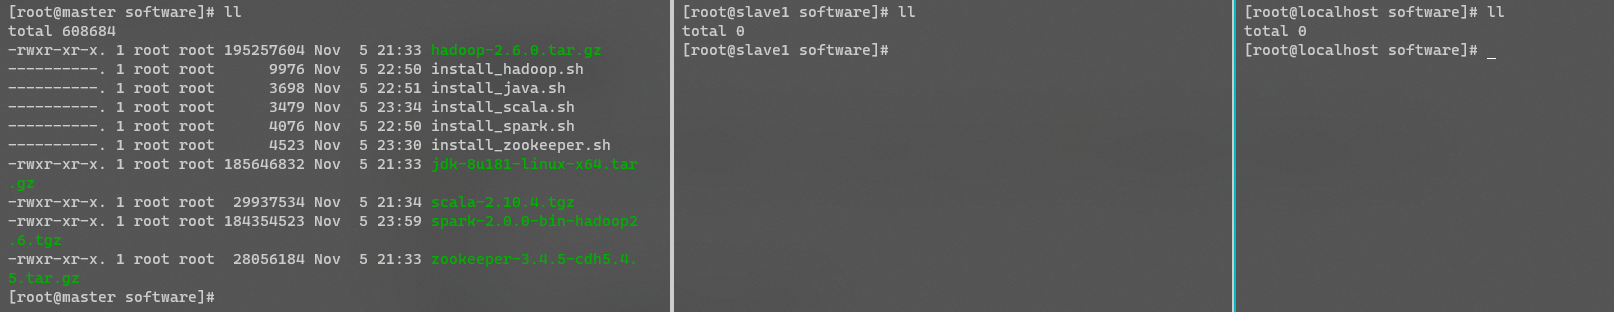 [root@master software]# ll
total 608684
-rwxr-xr-x. 1 root root 195257604 Nov  5 21:33 hadoop-2.6.0.tar.gz
----------. 1 root root      9976 Nov  5 22:50 install_hadoop.sh
----------. 1 root root      3698 Nov  5 22:51 install_java.sh
----------. 1 root root      3479 Nov  5 23:34 install_scala.sh
----------. 1 root root      4076 Nov  5 22:50 install_spark.sh
----------. 1 root root      4523 Nov  5 23:30 install_zookeeper.sh
-rwxr-xr-x. 1 root root 185646832 Nov  5 21:33 jdk-8u181-linux-x64.tar
.gz
-rwxr-xr-x. 1 root root  29937534 Nov  5 21:34 scala-2.10.4.tgz
-rwxr-xr-x. 1 root root 184354523 Nov  5 23:59 spark-2.0.0-bin-hadoop2
.6.tgz
-rwxr-xr-x. 1 root root  28056184 Nov  5 21:33 zookeeper-3.4.5-cdh5.4.
5.tar.gz
[root@master software]#
[root@slave1 software]# ll
total 0
[root@slave1 software]#
[root@localhost software]# ll
total 0
[root@localhost software]# _